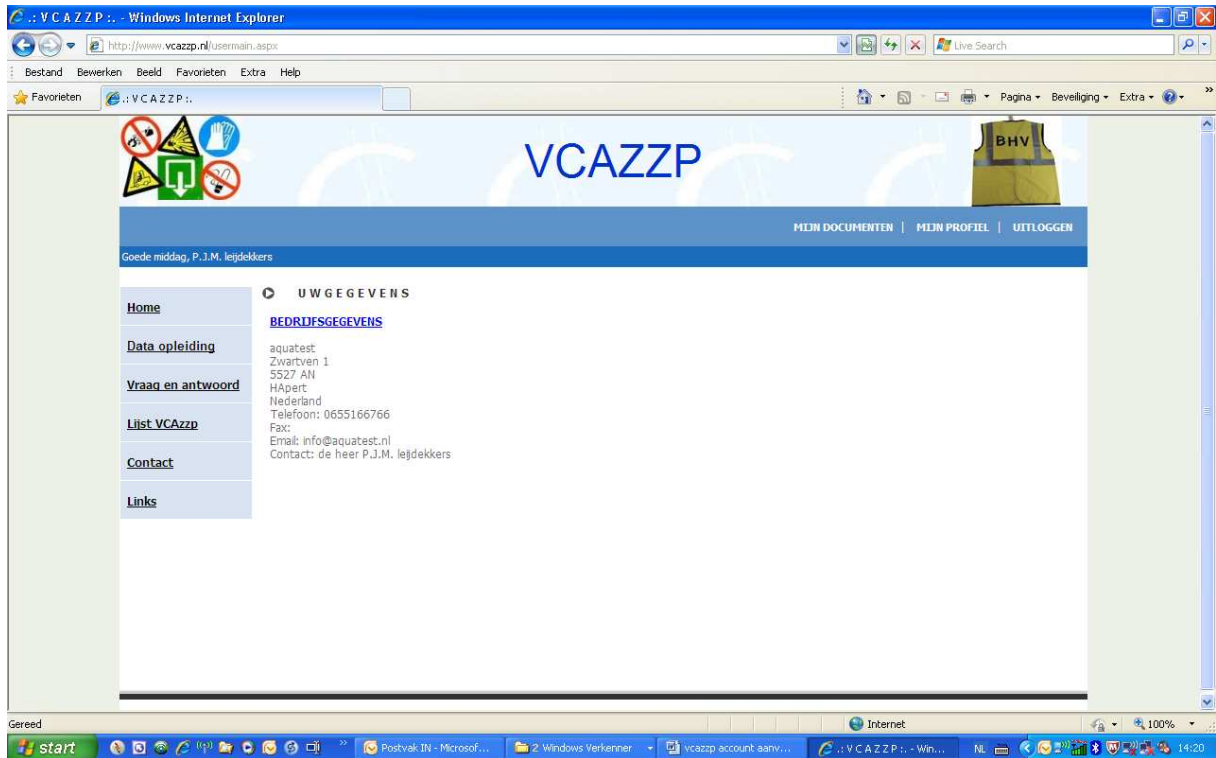 .: V C A Z Z P :. - Windows Internet Explorer
http://www.vcazzp.nl/usermain.aspx
Live Search
Bestand Bewerken Beeld Favorieten Extra Help
Favorieten .: V C A Z Z P :. Pagina Beveiliging Extra
VCAZZP
BHV
MIJN DOCUMENTEN | MIJN PROFIEL | UITLOGGEN
Goede middag, P.J.M. leijdekkers
Home
Data opleiding
Vraag en antwoord
Lijst VCAzzp
Contact
Links
U W G E G E V E N S
BEDRIJFSGEGEVENS
aquatest
Zwartven 1
5527 AN
HApert
Nederland
Telefoon: 0655166766
Fax:
Email: info@aquatest.nl
Contact: de heer P.J.M. leijdekkers
Gereed Internet 100%
start Postvak IN - Microsof... 2 Windows Verkenner vcazzp account aanv... .: V C A Z Z P :. - Win... NL 14:20